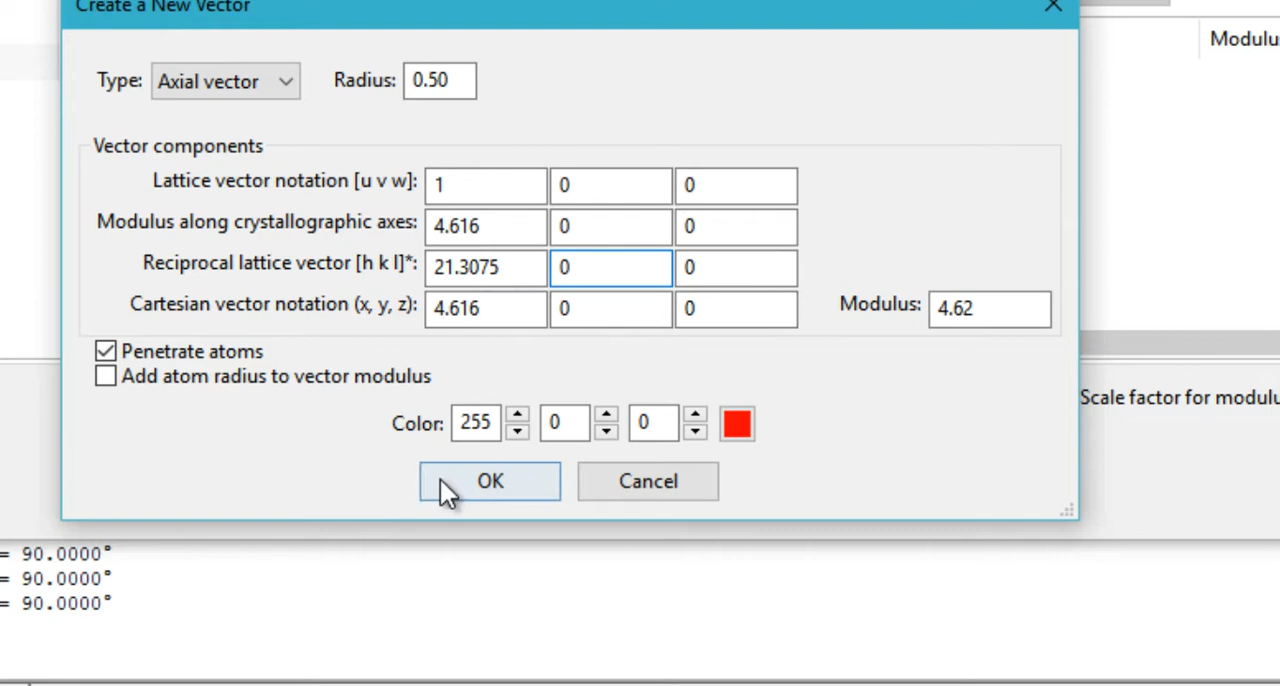 Create a New Vector
Modulu
Type: Axial vector Radius: 0.50
Vector components
Lattice vector notation [u v w]: 1 0 0
Modulus along crystallographic axes: 4.616 0 0
Reciprocal lattice vector [h k l]*: 21.3075 0 0
Cartesian vector notation (x, y, z): 4.616 0 0 Modulus: 4.62
Penetrate atoms
Add atom radius to vector modulus
Scale factor for modulu
Color: 255 0 0
OK Cancel
= 90.0000°
= 90.0000°
= 90.0000°